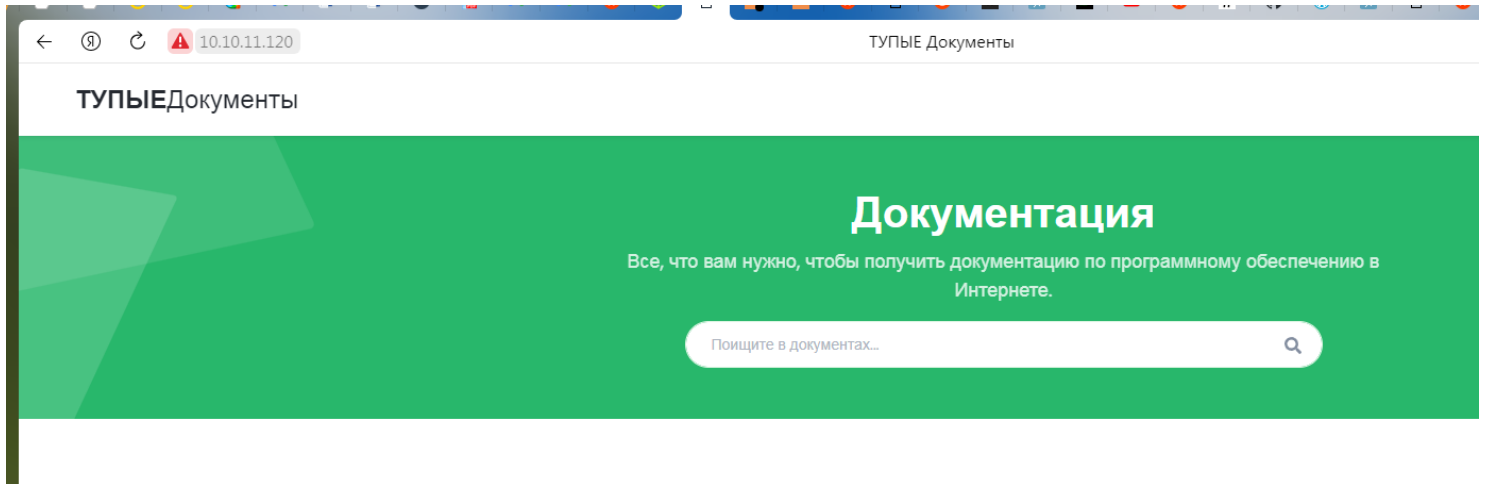 10.10.11.120
ТУПЫЕ Документы
ТУПЫЕДокументы
Документация
Все, что вам нужно, чтобы получить документацию по программному обеспечению в
Интернете.
Поищите в документах...